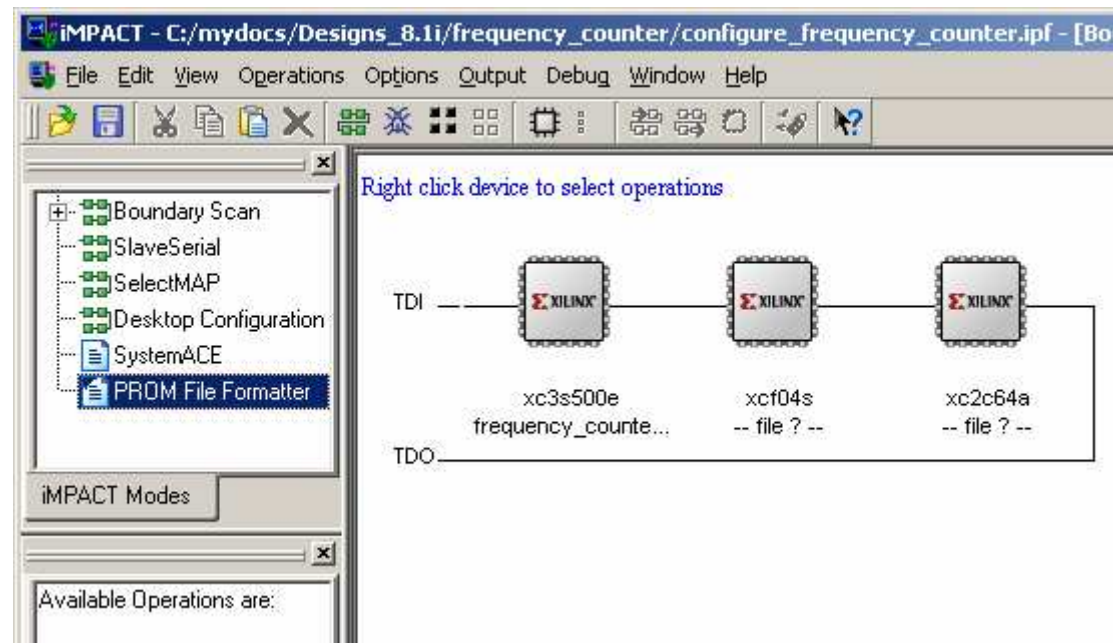 iMPACT - C:/mydocs/Designs_8.1i/frequency_counter/configure_frequency_counter.ipf - [Bo
File Edit View Operations Options Output Debug Window Help
Boundary Scan
SlaveSerial
SelectMAP
Desktop Configuration
SystemACE
PROM File Formatter
iMPACT Modes
Available Operations are:
Right click device to select operations
TDI
XILINX XILINX XILINX
xc3s500e xcf04s xc2c64a
frequency_counte... -- file ? -- -- file ? --
TDO